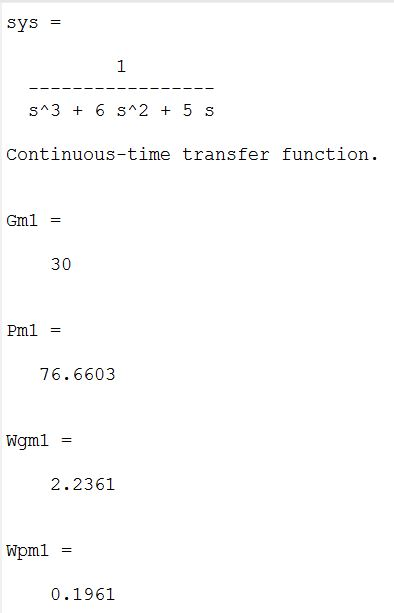 sys =
1
-----------------
s^3 + 6 s^2 + 5 s
Continuous-time transfer function.
Gm1 =
30
Pm1 =
76.6603
Wgm1 =
2.2361
Wpm1 =
0.1961